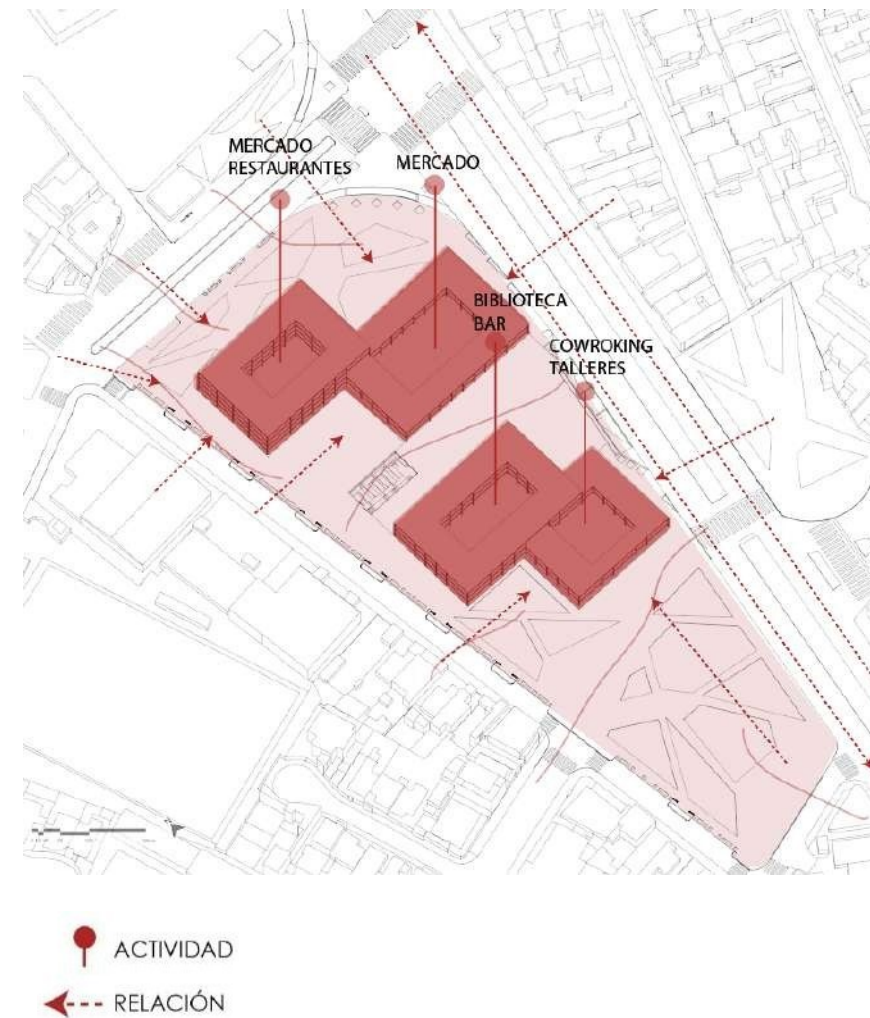 MERCADO
RESTAURANTES
MERCADO
BIBLIOTECA
BAR
COWROKING
TALLERES
ACTIVIDAD
RELACIÓN